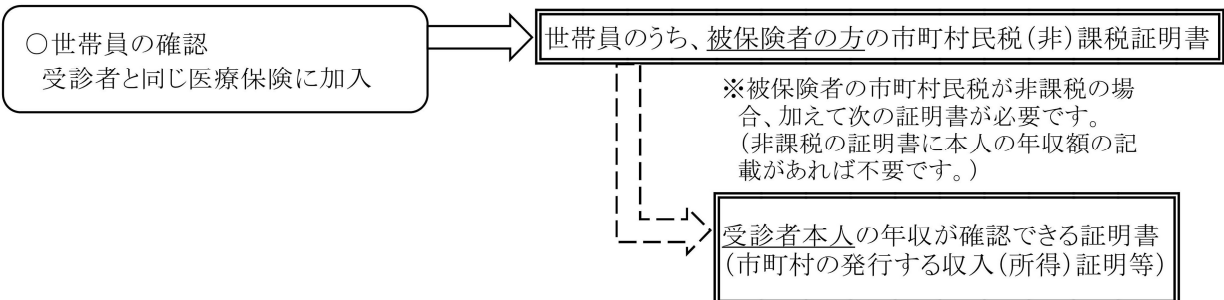 ○世帯員の確認
受診者と同じ医療保険に加入
世帯員のうち、被保険者の方の市町村民税(非)課税証明書
※被保険者の市町村民税が非課税の場
合、加えて次の証明書が必要です。
(非課税の証明書に本人の年収額の記
載があれば不要です。)
受診者本人の年収が確認できる証明書
(市町村の発行する収入(所得)証明等)